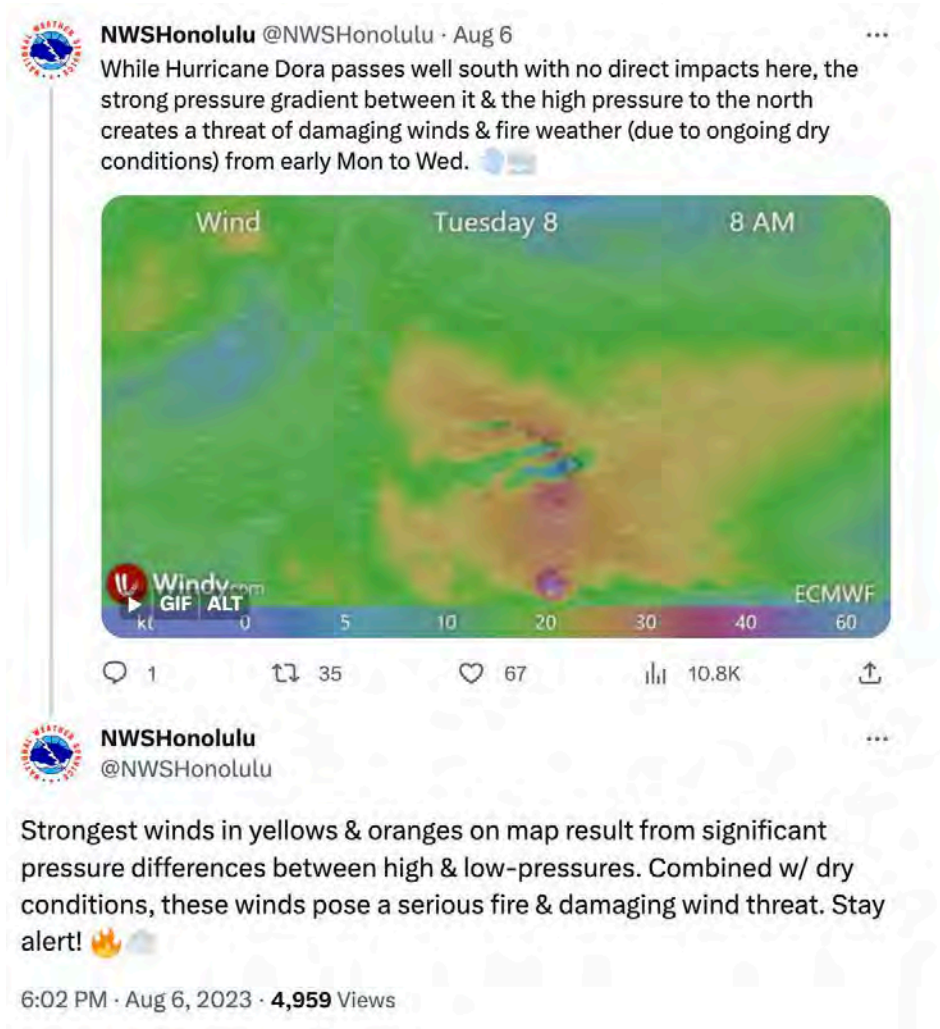 NWSHonolulu @NWSHonolulu · Aug 6
While Hurricane Dora passes well south with no direct impacts here, the
strong pressure gradient between it & the high pressure to the north
creates a threat of damaging winds & fire weather (due to ongoing dry
conditions) from early Mon to Wed. 💨🌫️
Wind Tuesday 8 8 AM
Windy.com ECMWF
GIF ALT
kt 0 5 10 20 30 40 60
1 35 67 10.8K
NATIONAL WEATHER SERVICE
NWSHonolulu
@NWSHonolulu
Strongest winds in yellows & oranges on map result from significant
pressure differences between high & low-pressures. Combined w/ dry
conditions, these winds pose a serious fire & damaging wind threat. Stay
alert! 🔥🌫️
6:02 PM · Aug 6, 2023 · 4,959 Views